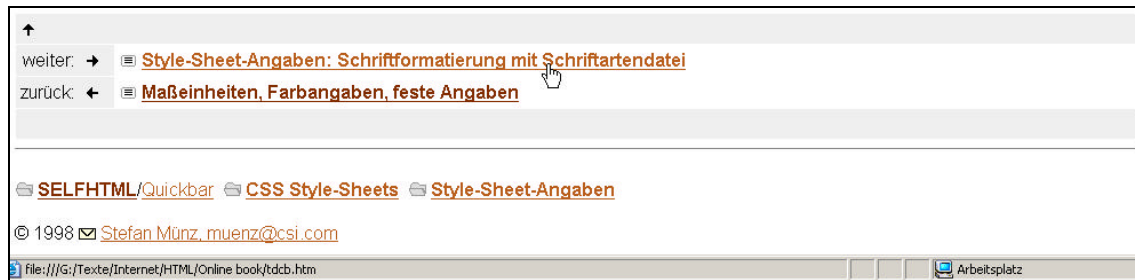 weiter:
Style-Sheet-Angaben: Schriftformatierung mit Schriftartendatei
zurück:
Maßeinheiten, Farbangaben, feste Angaben
SELFHTML/Quickbar CSS Style-Sheets Style-Sheet-Angaben
© 1998 Stefan Münz, muenz@csi.com
file:///G:/Texte/Internet/HTML/Online book/tdcb.htm
Arbeitsplatz